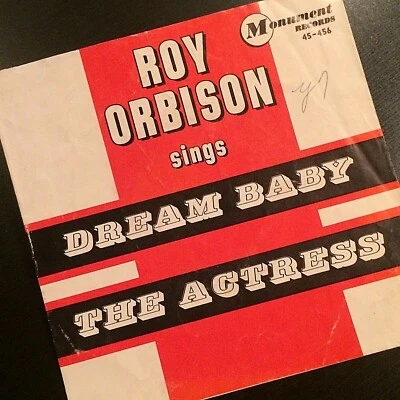 Monument
RECORDS
45-456
ROY
ORBISON
sings
DREAM BABY
THE ACTRESS